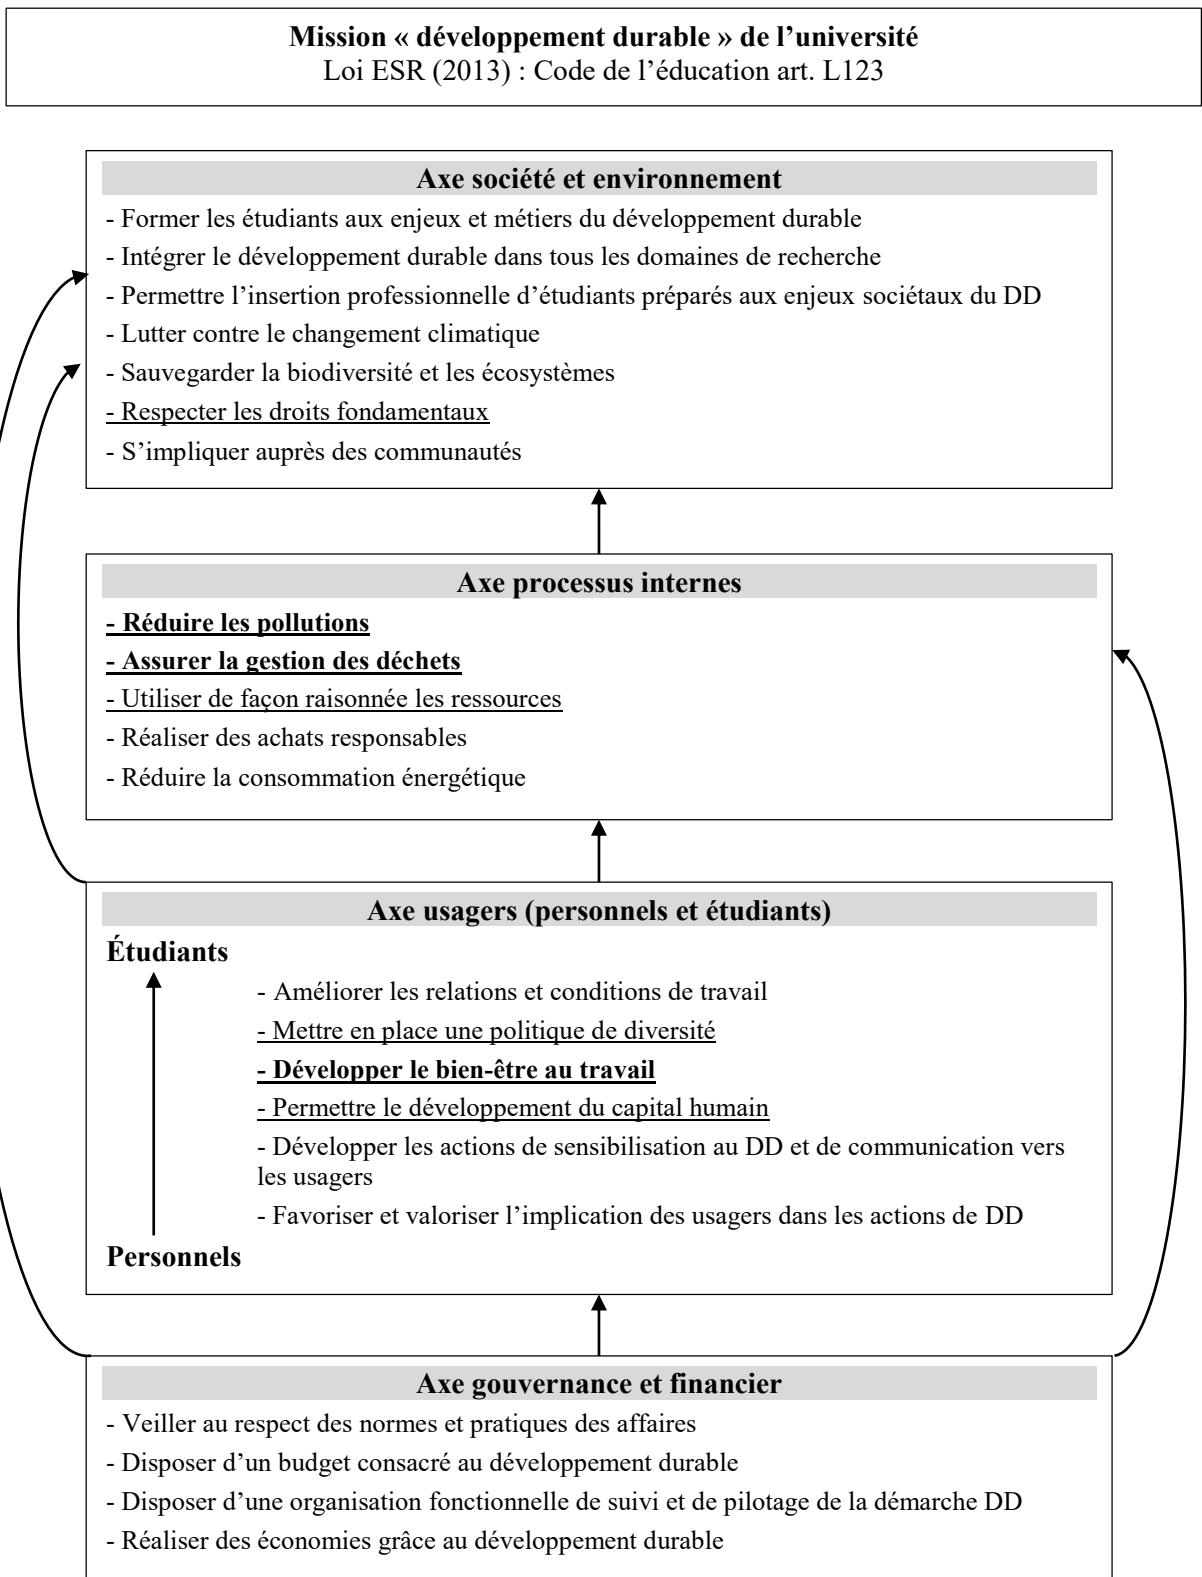 Mission « développement durable » de l’université
Loi ESR (2013) : Code de l’éducation art. L123
Axe société et environnement
- Former les étudiants aux enjeux et métiers du développement durable
- Intégrer le développement durable dans tous les domaines de recherche
- Permettre l’insertion professionnelle d’étudiants préparés aux enjeux sociétaux du DD
- Lutter contre le changement climatique
- Sauvegarder la biodiversité et les écosystèmes
- Respecter les droits fondamentaux
- S’impliquer auprès des communautés
Axe processus internes
- Réduire les pollutions
- Assurer la gestion des déchets
- Utiliser de façon raisonnée les ressources
- Réaliser des achats responsables
- Réduire la consommation énergétique
Axe usagers (personnels et étudiants)
Étudiants
- Améliorer les relations et conditions de travail
- Mettre en place une politique de diversité
- Développer le bien-être au travail
- Permettre le développement du capital humain
- Développer les actions de sensibilisation au DD et de communication vers
les usagers
- Favoriser et valoriser l’implication des usagers dans les actions de DD
Personnels
Axe gouvernance et financier
- Veiller au respect des normes et pratiques des affaires
- Disposer d’un budget consacré au développement durable
- Disposer d’une organisation fonctionnelle de suivi et de pilotage de la démarche DD
- Réaliser des économies grâce au développement durable